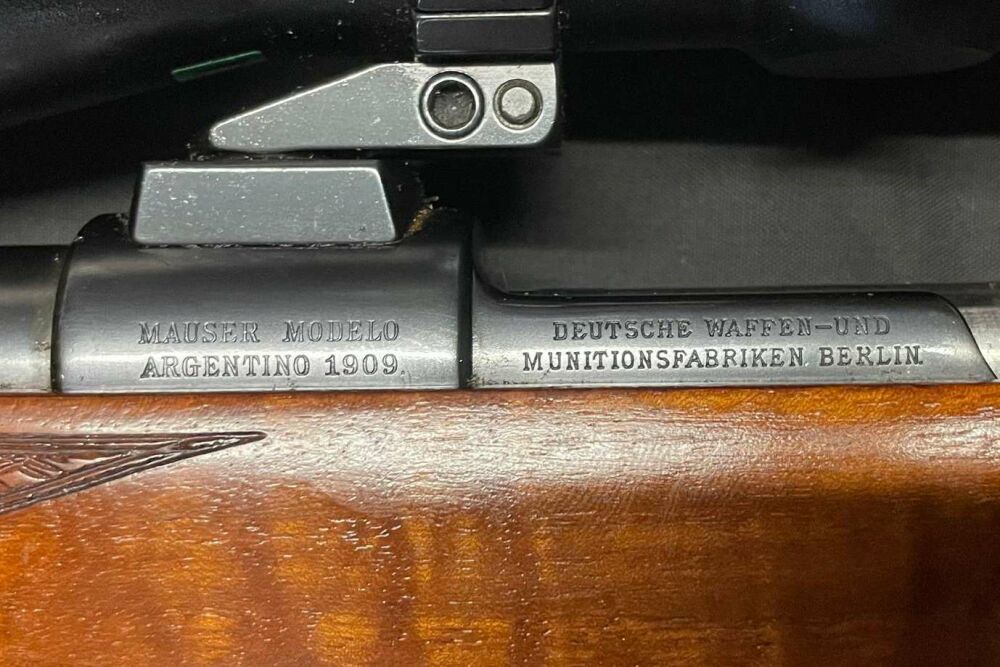 MAUSER MODELO
ARGENTINO 1909.
DEUTSCHE WAFFEN-UND
MUNITIONSFABRIKEN BERLIN.